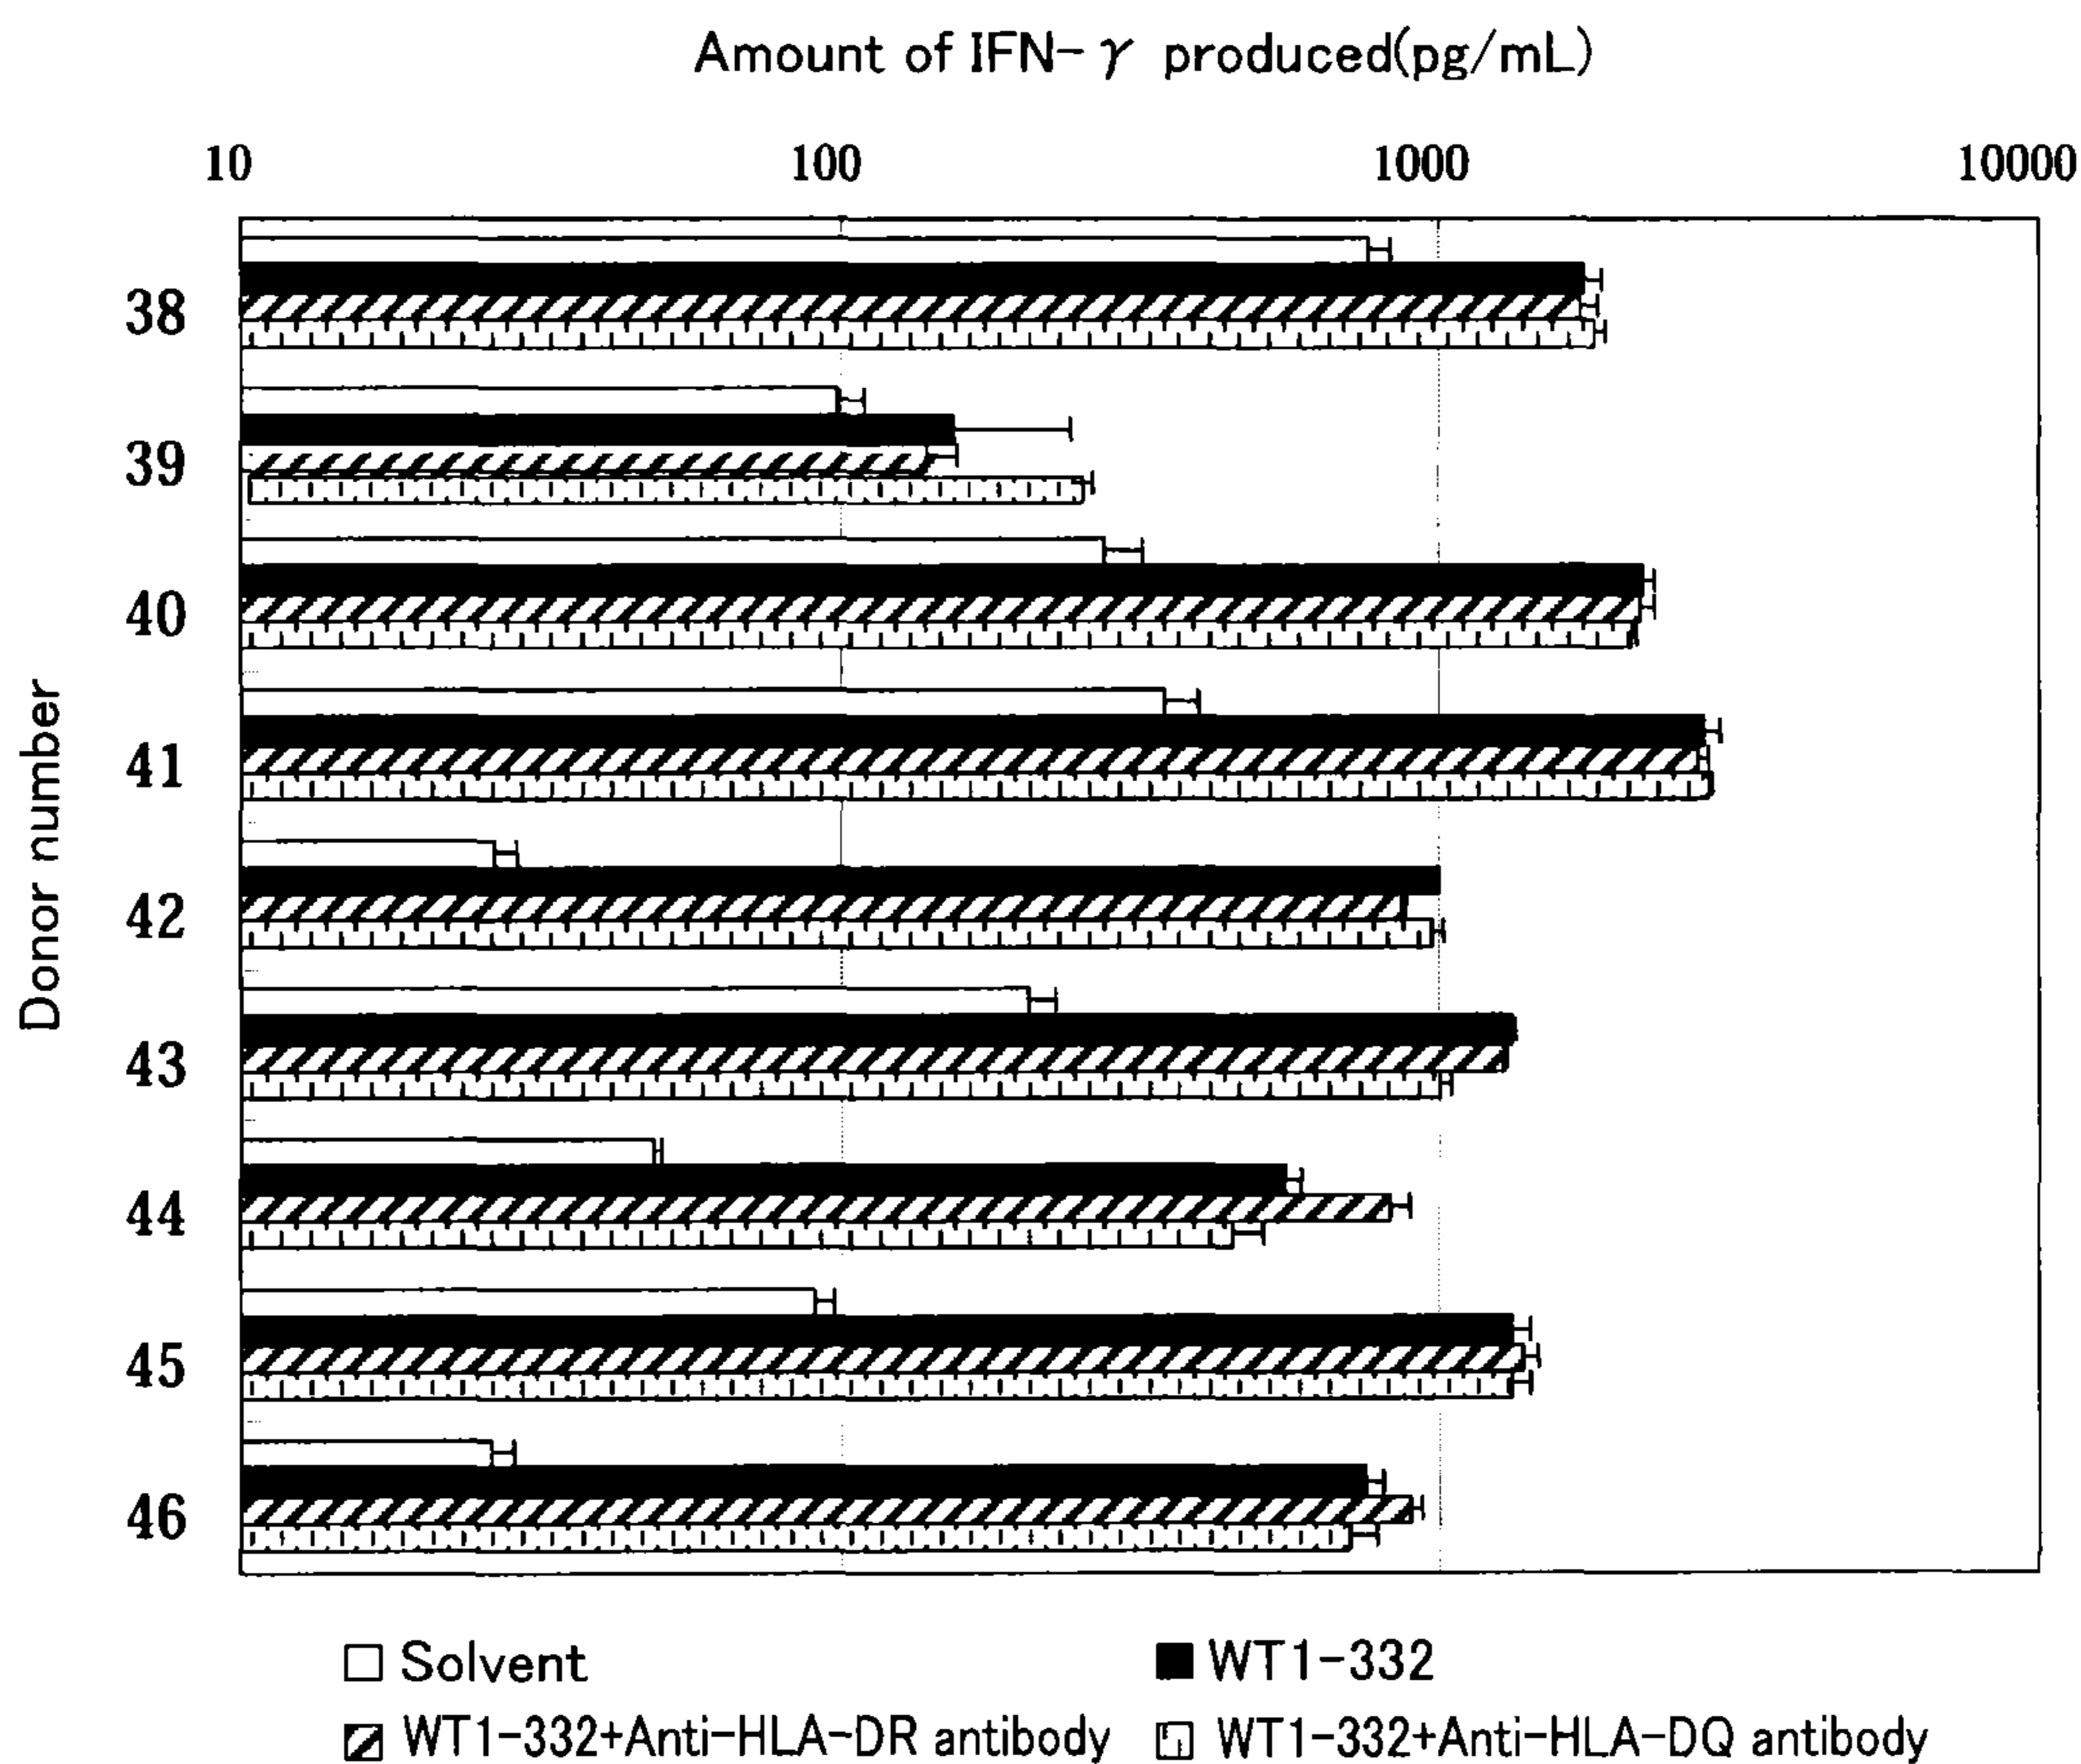 Amount of IFN-γ produced(pg/mL)
10 100 1000 10000
Donor number
38
39
40
41
42
43
44
45
46
Solvent WT1-332
WT1-332+Anti-HLA-DR antibody WT1-332+Anti-HLA-DQ antibody